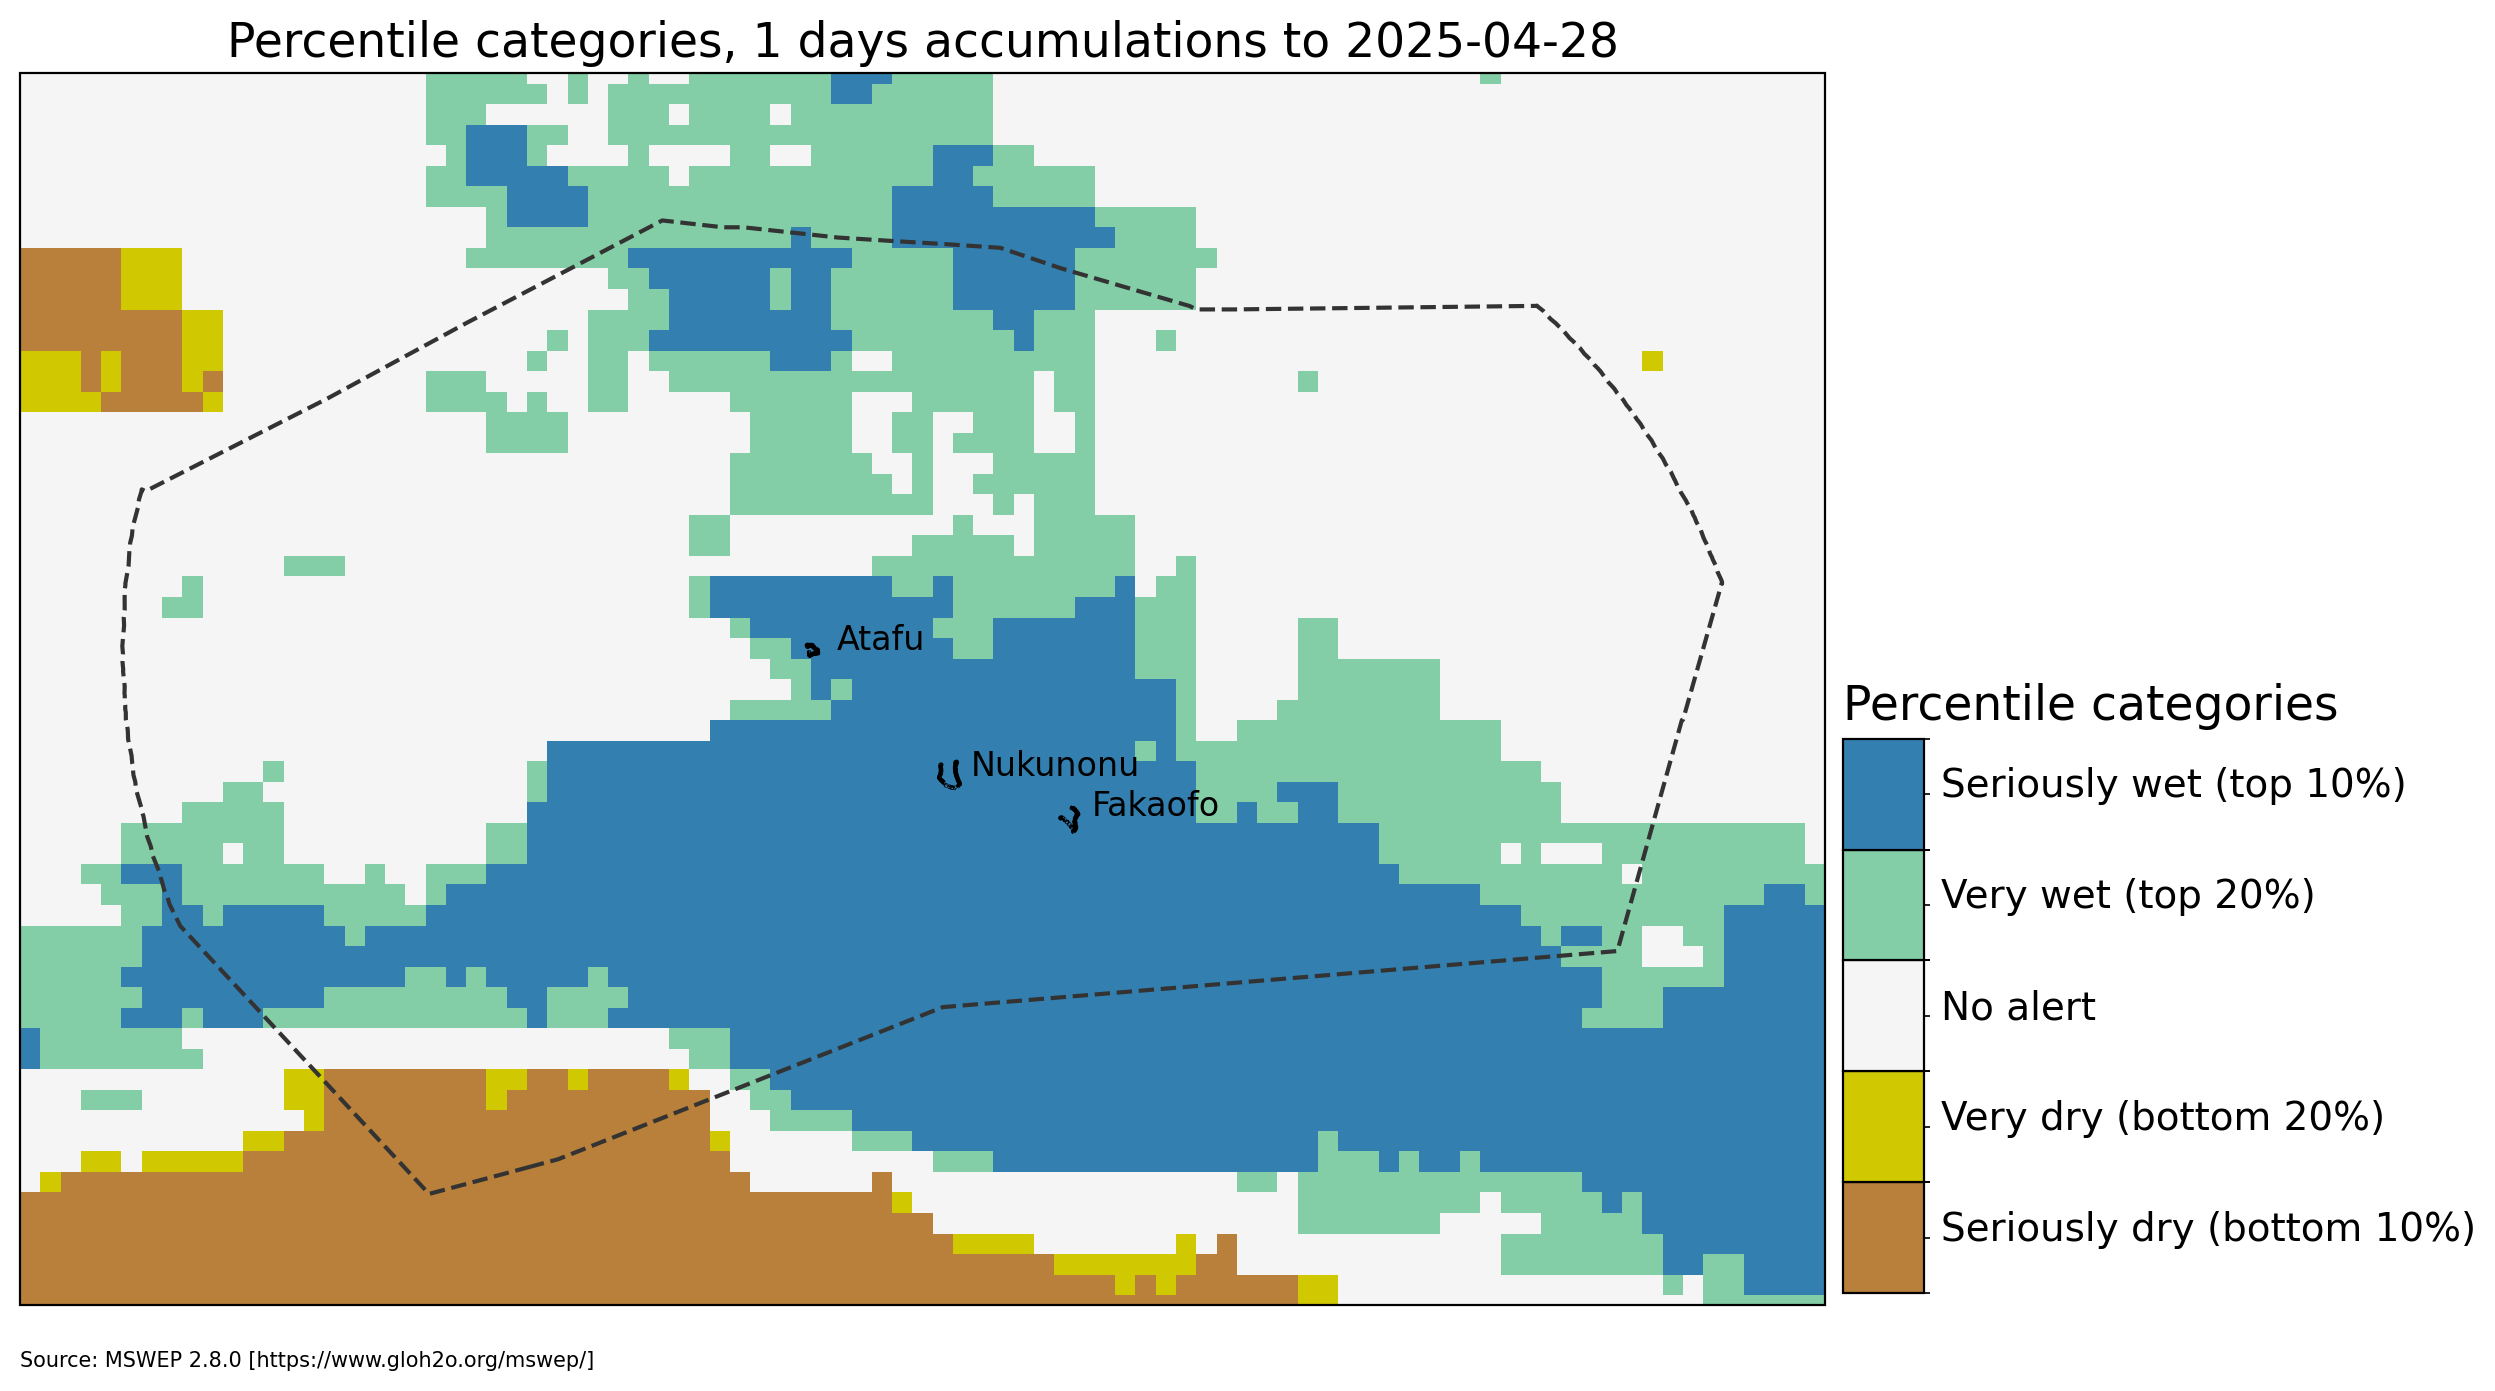 Percentile categories, 1 days accumulations to 2025-04-28
Atafu
Nukunonu
Fakaofo
Percentile categories
Seriously wet (top 10%)
Very wet (top 20%)
No alert
Very dry (bottom 20%)
Seriously dry (bottom 10%)
Source: MSWEP 2.8.0 [https://www.gloh2o.org/mswep/]